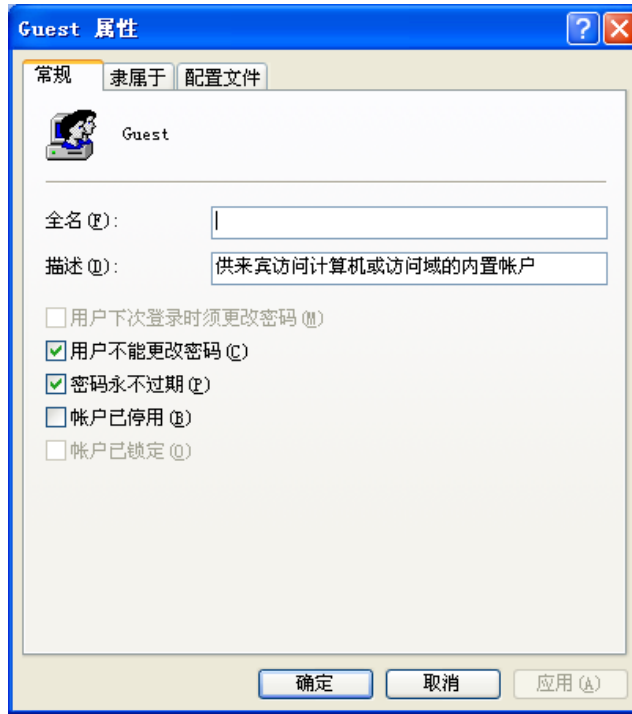 Guest 属性
常规 隶属于 配置文件
Guest
全名(F):
描述(D): 供来宾访问计算机或访问域的内置帐户
用户下次登录时须更改密码(M)
用户不能更改密码(C)
密码永不过期(P)
帐户已停用(B)
帐户已锁定(O)
确定 取消 应用(A)